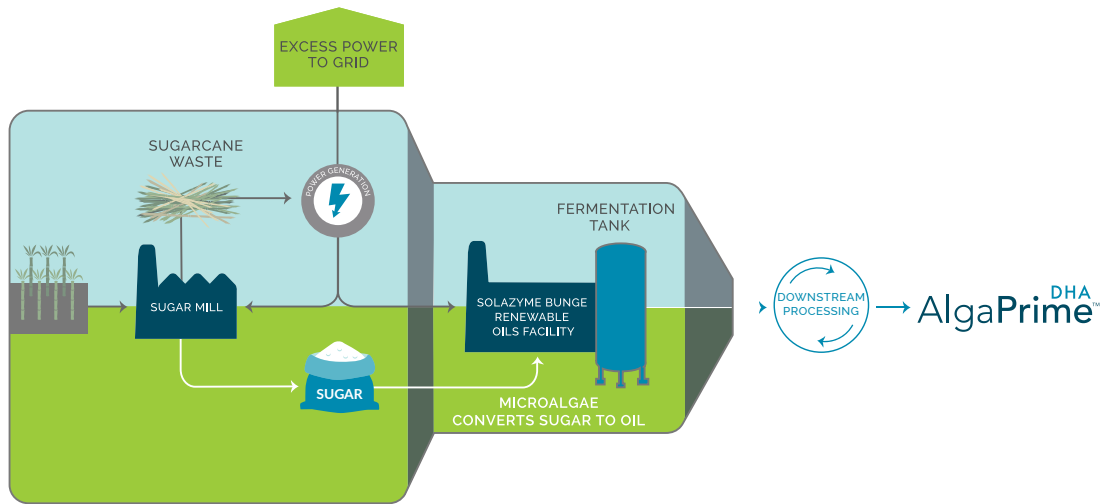 EXCESS POWER
TO GRID
SUGARCANE
WASTE
POWER GENERATION
FERMENTATION
TANK
SUGAR MILL
SOLAZYME BUNGE
RENEWABLE
OILS FACILITY
DOWNSTREAM
PROCESSING
DHA
AlgaPrime™
SUGAR
MICROALGAE
CONVERTS SUGAR TO OIL